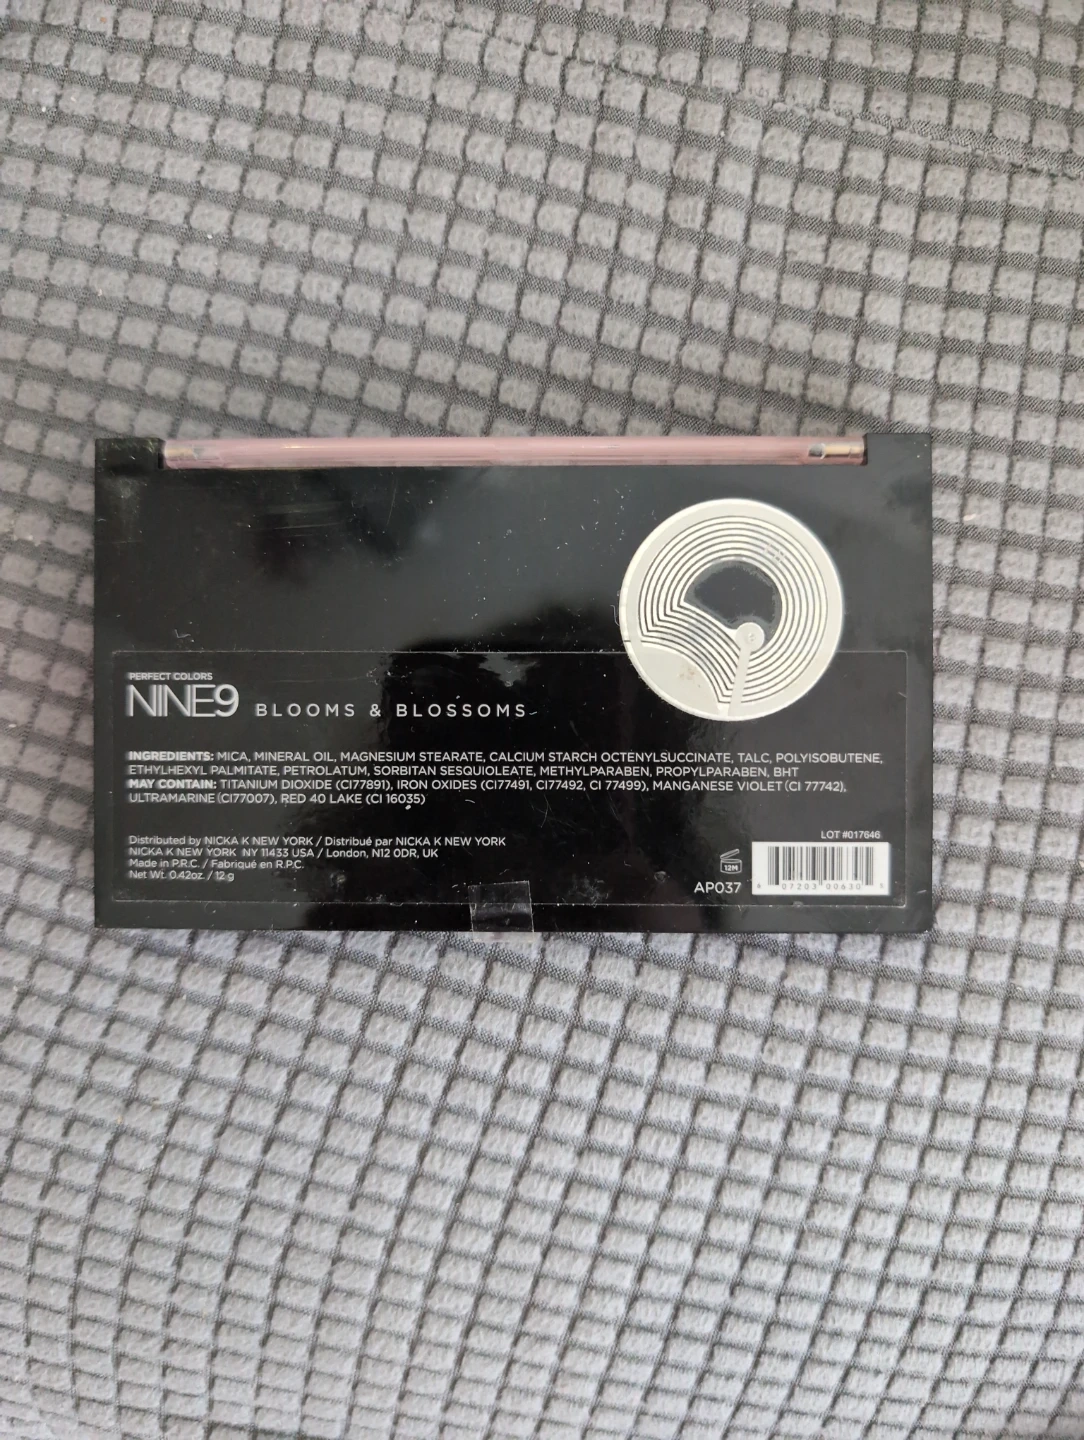 PERFECT COLORS
NINE9 BLOOMS & BLOSSOMS
INGREDIENTS: MICA, MINERAL OIL, MAGNESIUM STEARATE, CALCIUM STARCH OCTENYLSUCCINATE, TALC, POLYISOBUTENE,
ETHYLHEXYL PALMITATE, PETROLATUM, SORBITAN SESQUIOLEATE, METHYLPARABEN, PROPYLPARABEN, BHT
MAY CONTAIN: TITANIUM DIOXIDE (CI77891), IRON OXIDES (CI77491, CI77492, CI 77499), MANGANESE VIOLET (CI 77742),
ULTRAMARINE (CI77007), RED 40 LAKE (CI 16035)
Distributed by NICKA K NEW YORK / Distribué par NICKA K NEW YORK
NICKA K NEW YORK NY 11433 USA / London, N12 0DR, UK
Made in P.R.C. / Fabriqué en R.P.C.
Net Wt. 0.42oz. / 12 g
LOT #017646
12M
AP037
07203 00630